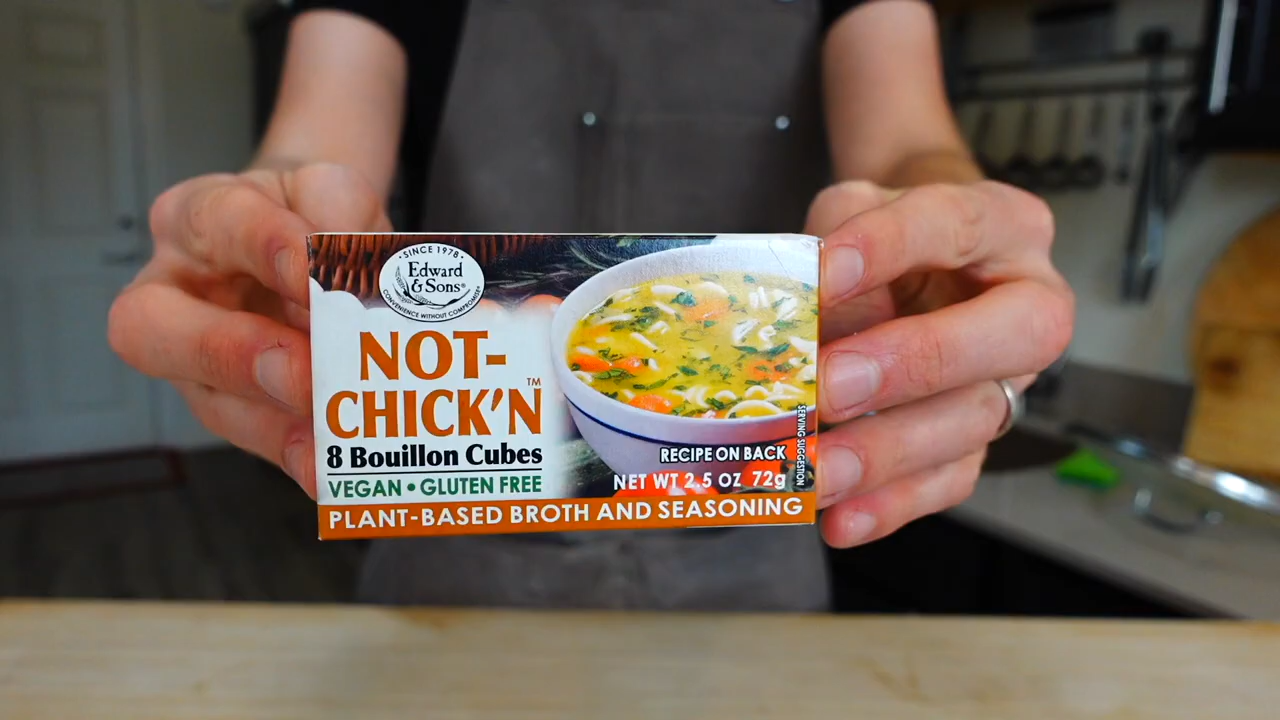 SINCE 1978
Edward
& Sons®
CONVENIENCE WITHOUT COMPROMISE®
NOT-
CHICK'N™
8 Bouillon Cubes
VEGAN • GLUTEN FREE
RECIPE ON BACK
NET WT 2.5 OZ 72g
SERVING SUGGESTION
PLANT-BASED BROTH AND SEASONING